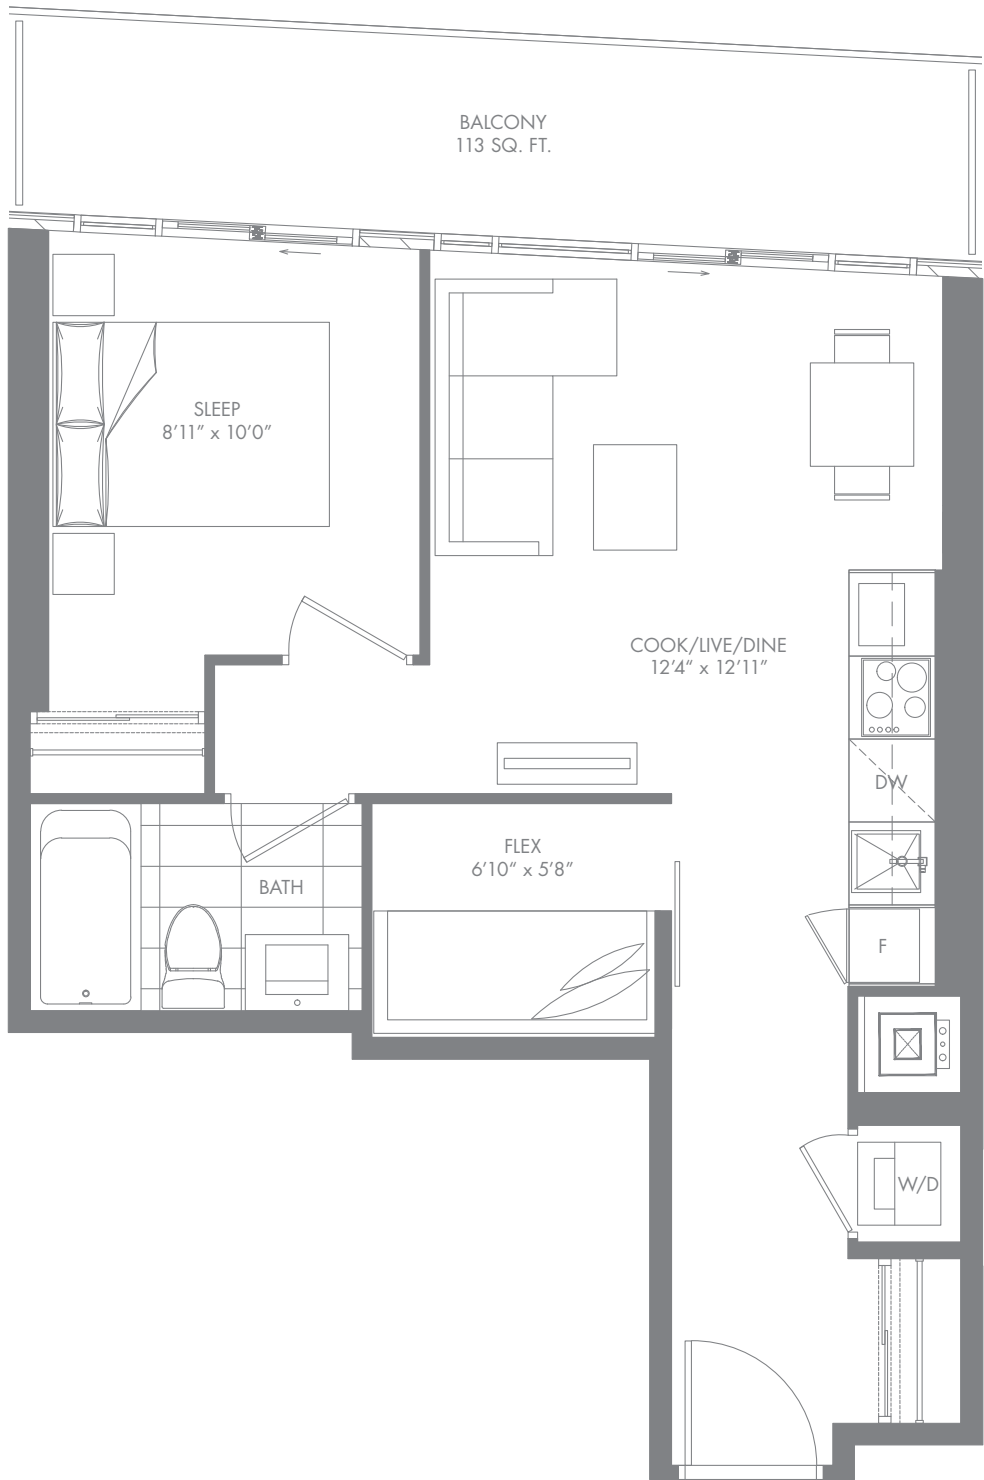 BALCONY
113 SQ. FT.
SLEEP
8'11" x 10'0"
COOK/LIVE/DINE
12'4" x 12'11"
DW
FLEX
6'10" x 5'8"
BATH
F
W/D